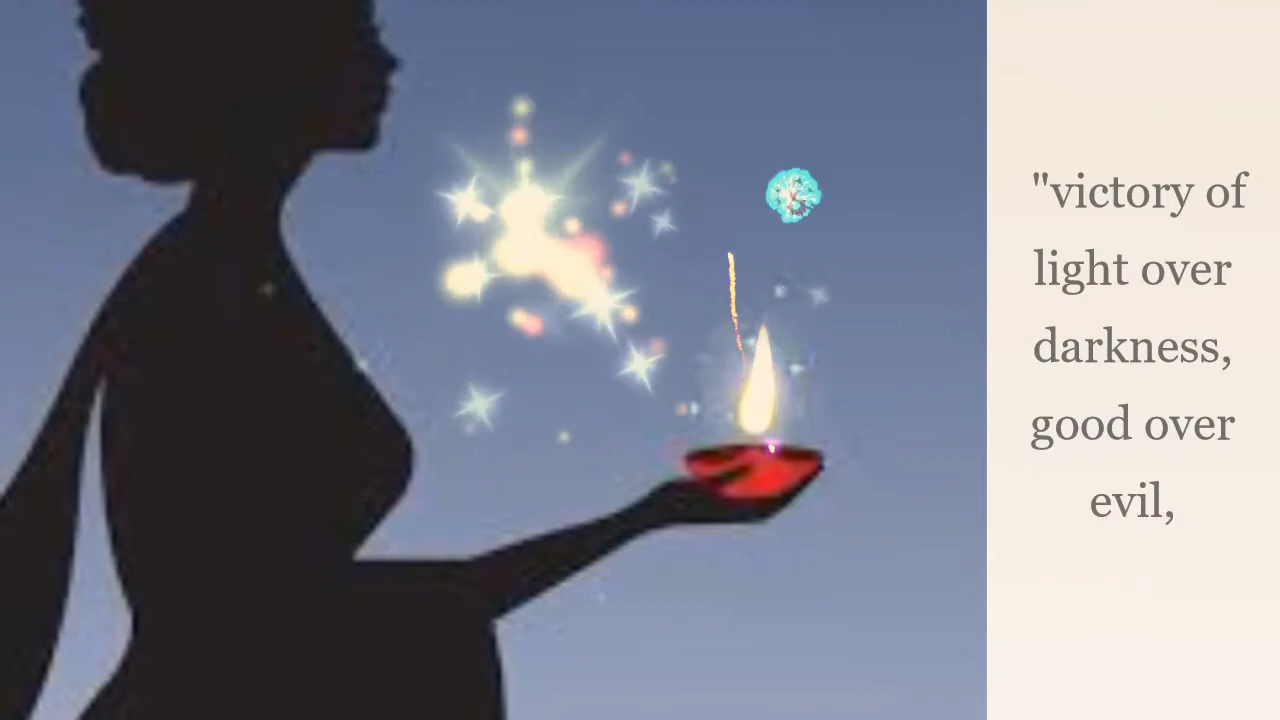 "victory of
light over
darkness,
good over
evil,